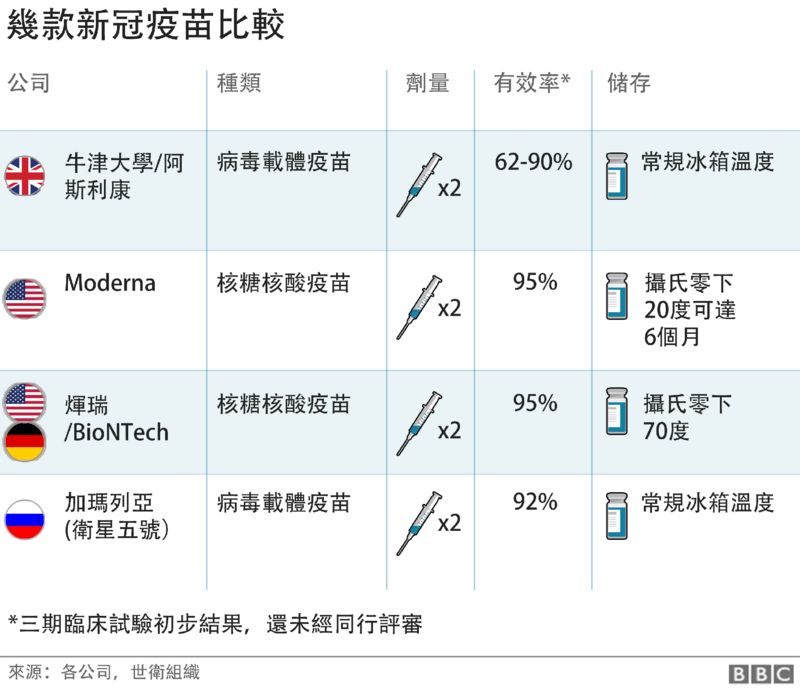 幾款新冠疫苗比較
公司 種類 劑量 有效率* 儲存
牛津大學/阿
斯利康
病毒載體疫苗
x2
62-90%
常規冰箱溫度
Moderna
核糖核酸疫苗
x2
95%
攝氏零下
20度可達
6個月
煇瑞
/BioNTech
核糖核酸疫苗
x2
95%
攝氏零下
70度
加瑪列亞
(衛星五號）
病毒載體疫苗
x2
92%
常規冰箱溫度
*三期臨床試驗初步結果，還未經同行評審
來源：各公司，世衛組織
BBC